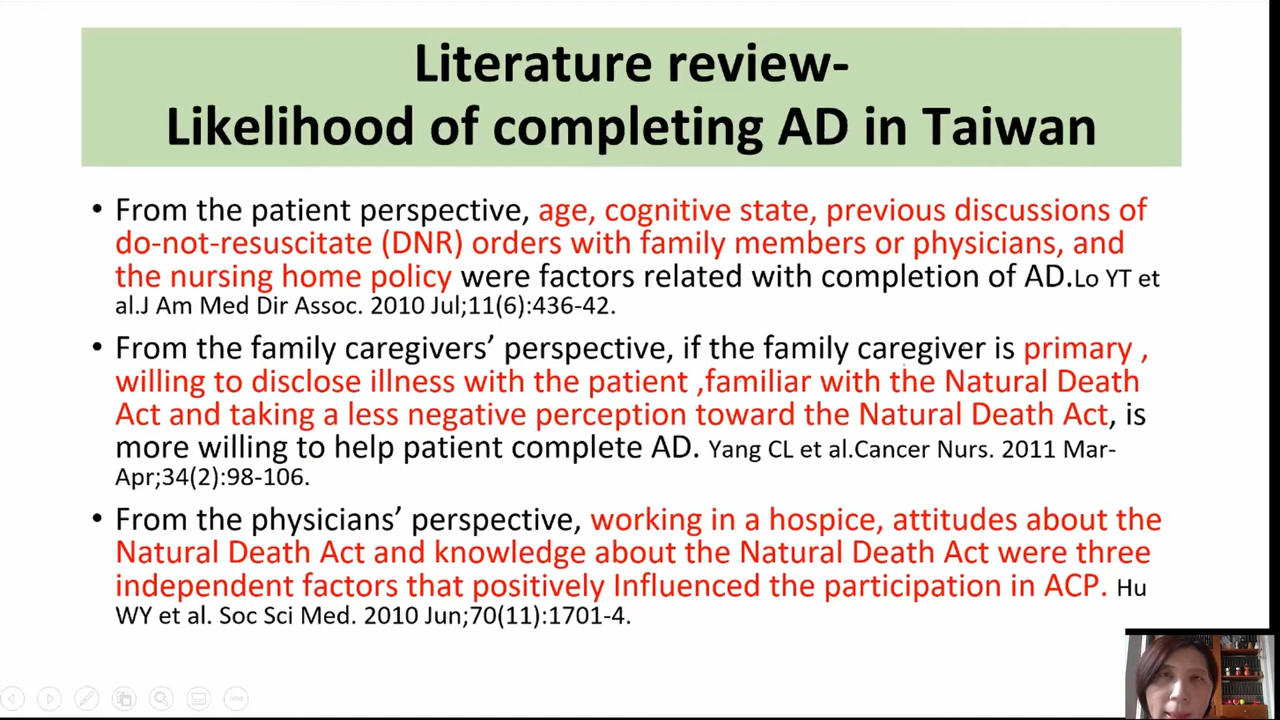 Literature review-
Likelihood of completing AD in Taiwan
• From the patient perspective, age, cognitive state, previous discussions of
do-not-resuscitate (DNR) orders with family members or physicians, and
the nursing home policy were factors related with completion of AD.Lo YT et
al.J Am Med Dir Assoc. 2010 Jul;11(6):436-42.
• From the family caregivers’ perspective, if the family caregiver is primary ,
willing to disclose illness with the patient ,familiar with the Natural Death
Act and taking a less negative perception toward the Natural Death Act, is
more willing to help patient complete AD. Yang CL et al.Cancer Nurs. 2011 Mar-
Apr;34(2):98-106.
• From the physicians’ perspective, working in a hospice, attitudes about the
Natural Death Act and knowledge about the Natural Death Act were three
independent factors that positively Influenced the participation in ACP. Hu
WY et al. Soc Sci Med. 2010 Jun;70(11):1701-4.